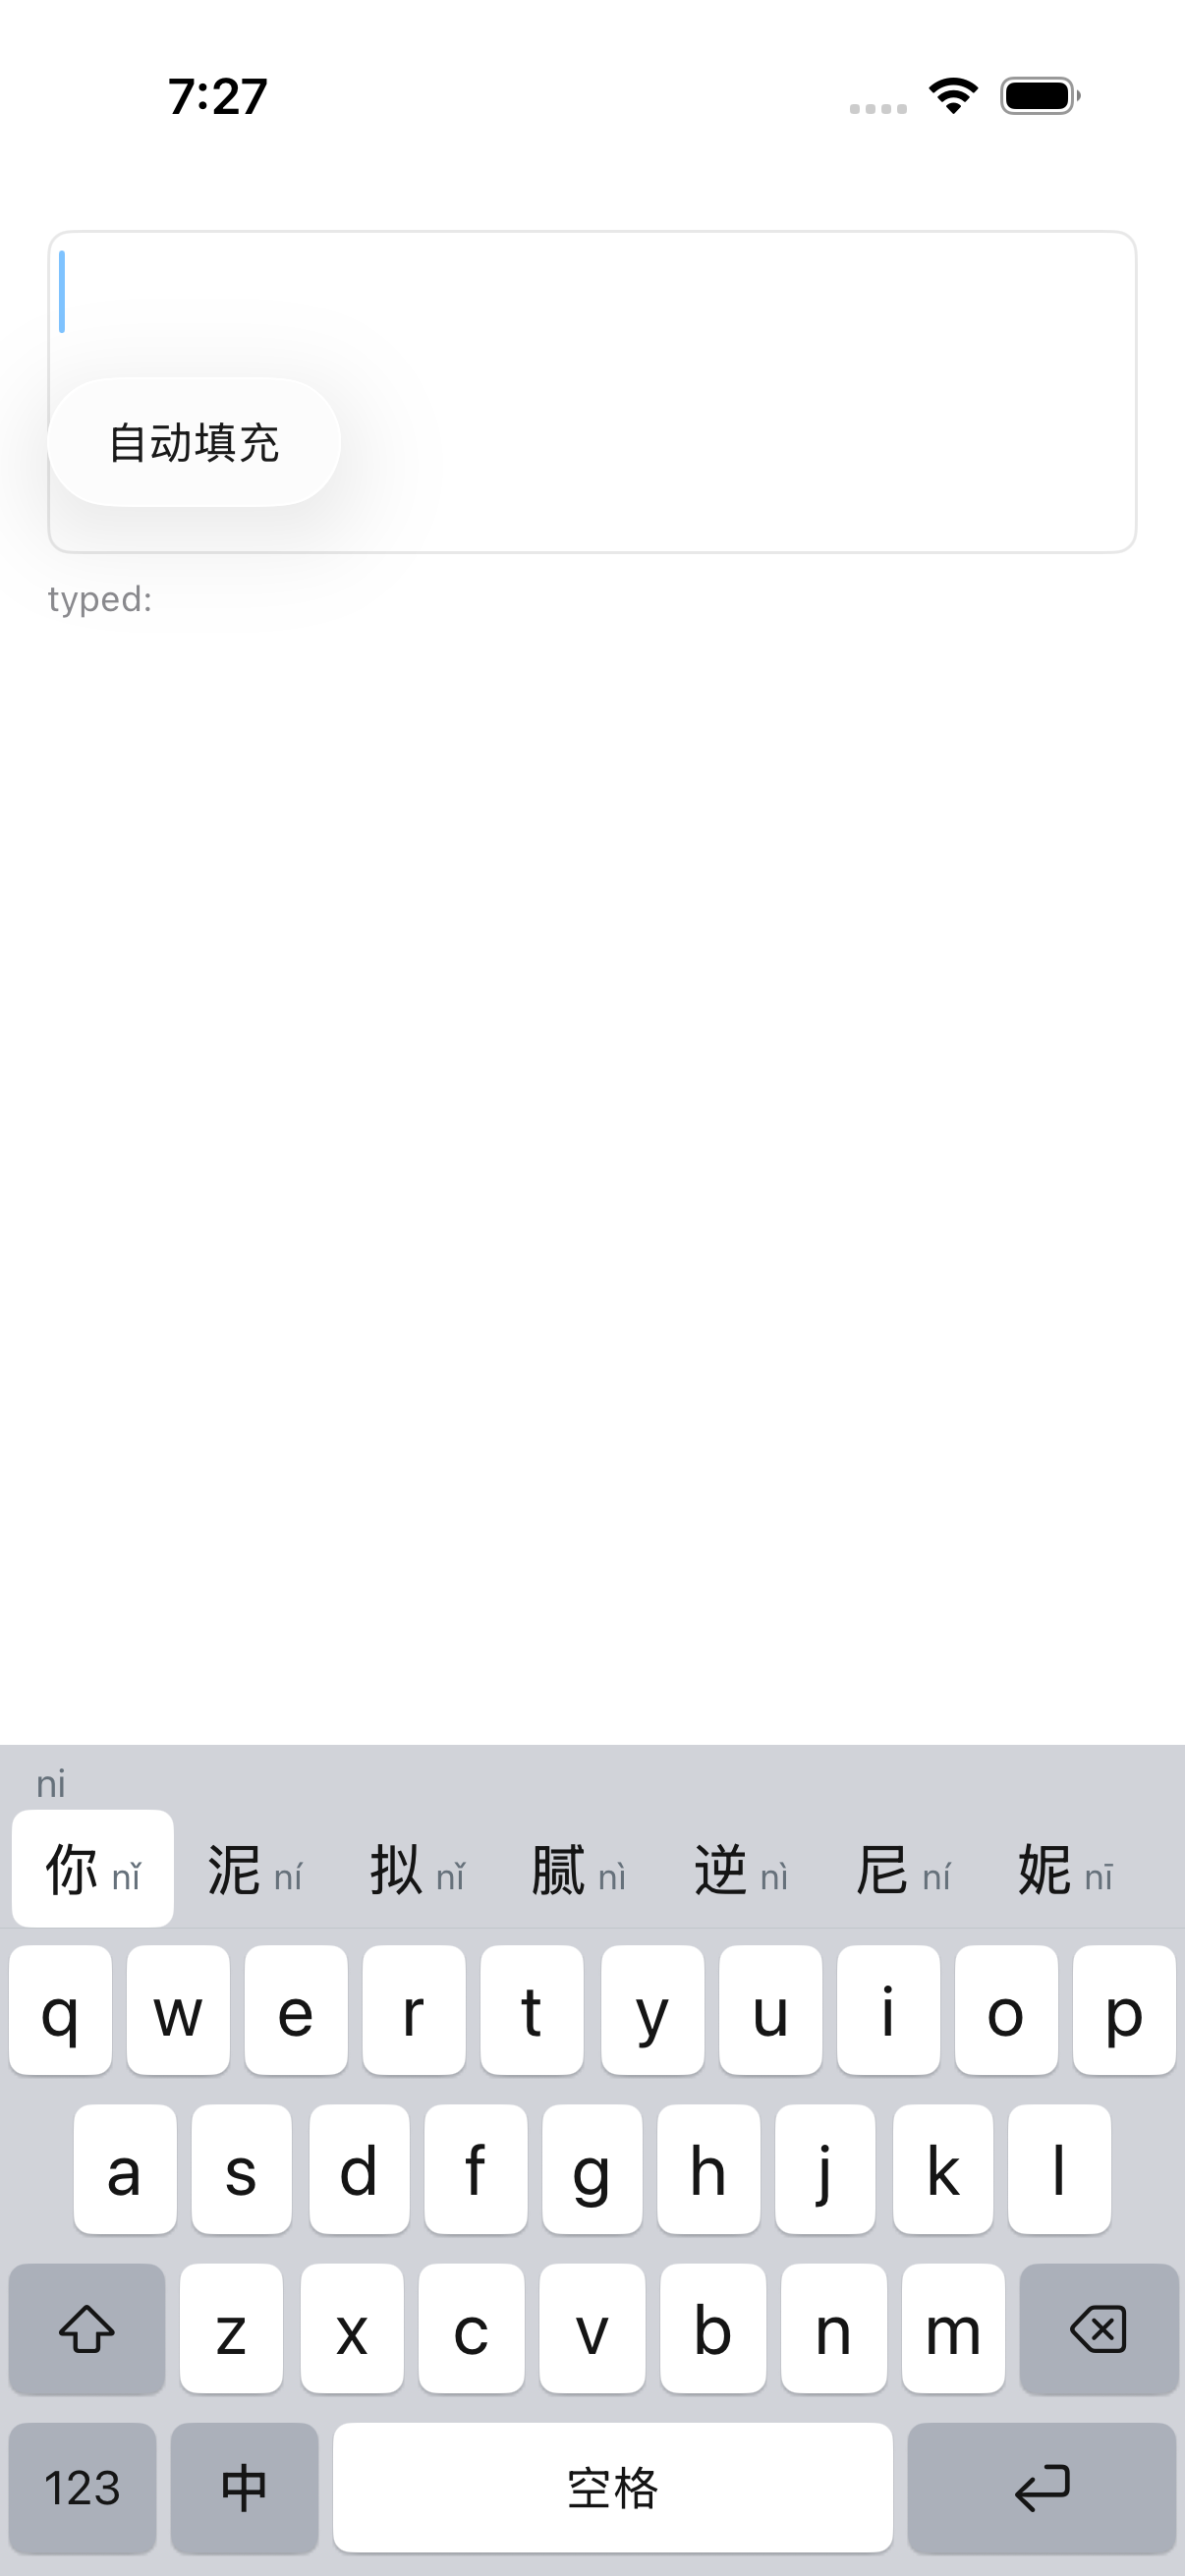 7:27
自动填充
typed:
ni
你 nǐ 泥 ní 拟 nǐ 腻 nì 逆 nì 尼 ní 妮 nī
q w e r t y u i o p
a s d f g h j k l
z x c v b n m
123 中 空格